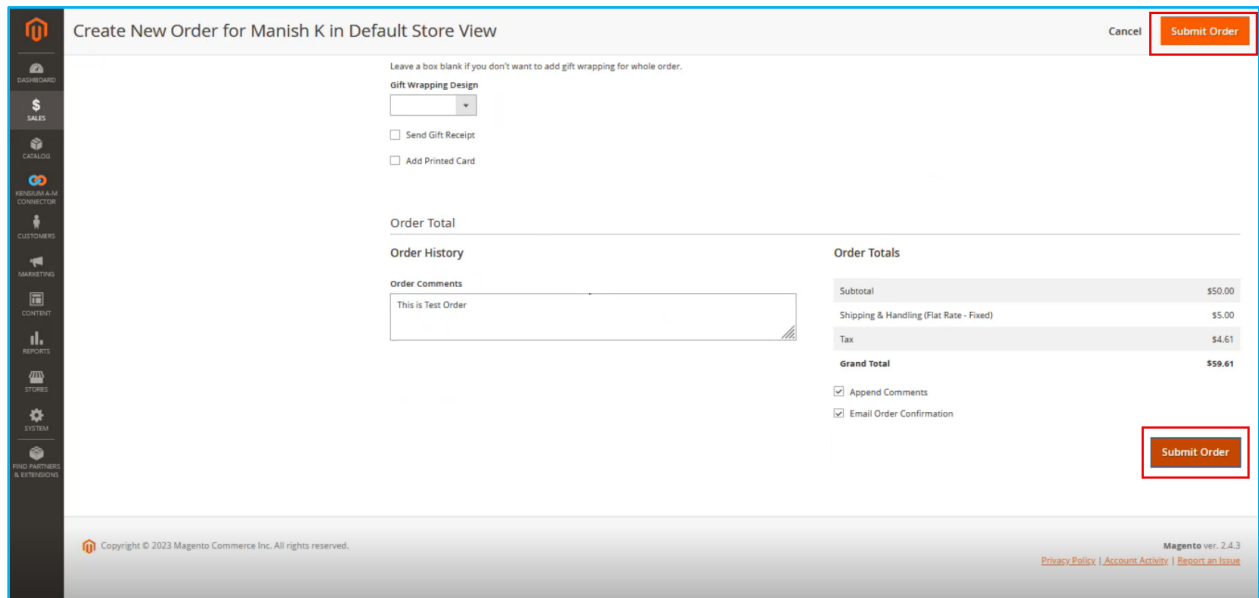 Create New Order for Manish K in Default Store View
Cancel
Submit Order
DASHBOARD
SALES
CATALOG
KENSIUM A-M
CONNECTOR
CUSTOMERS
MARKETING
CONTENT
REPORTS
STORES
SYSTEM
FIND PARTNERS
& EXTENSIONS
Leave a box blank if you don't want to add gift wrapping for whole order.
Gift Wrapping Design
Send Gift Receipt
Add Printed Card
Order Total
Order History
Order Comments
This is Test Order
Order Totals
Subtotal $50.00
Shipping & Handling (Flat Rate - Fixed) $5.00
Tax $4.61
Grand Total $59.61
Append Comments
Email Order Confirmation
Submit Order
Copyright © 2023 Magento Commerce Inc. All rights reserved.
Magento ver. 2.4.3
Privacy Policy | Account Activity | Report an Issue